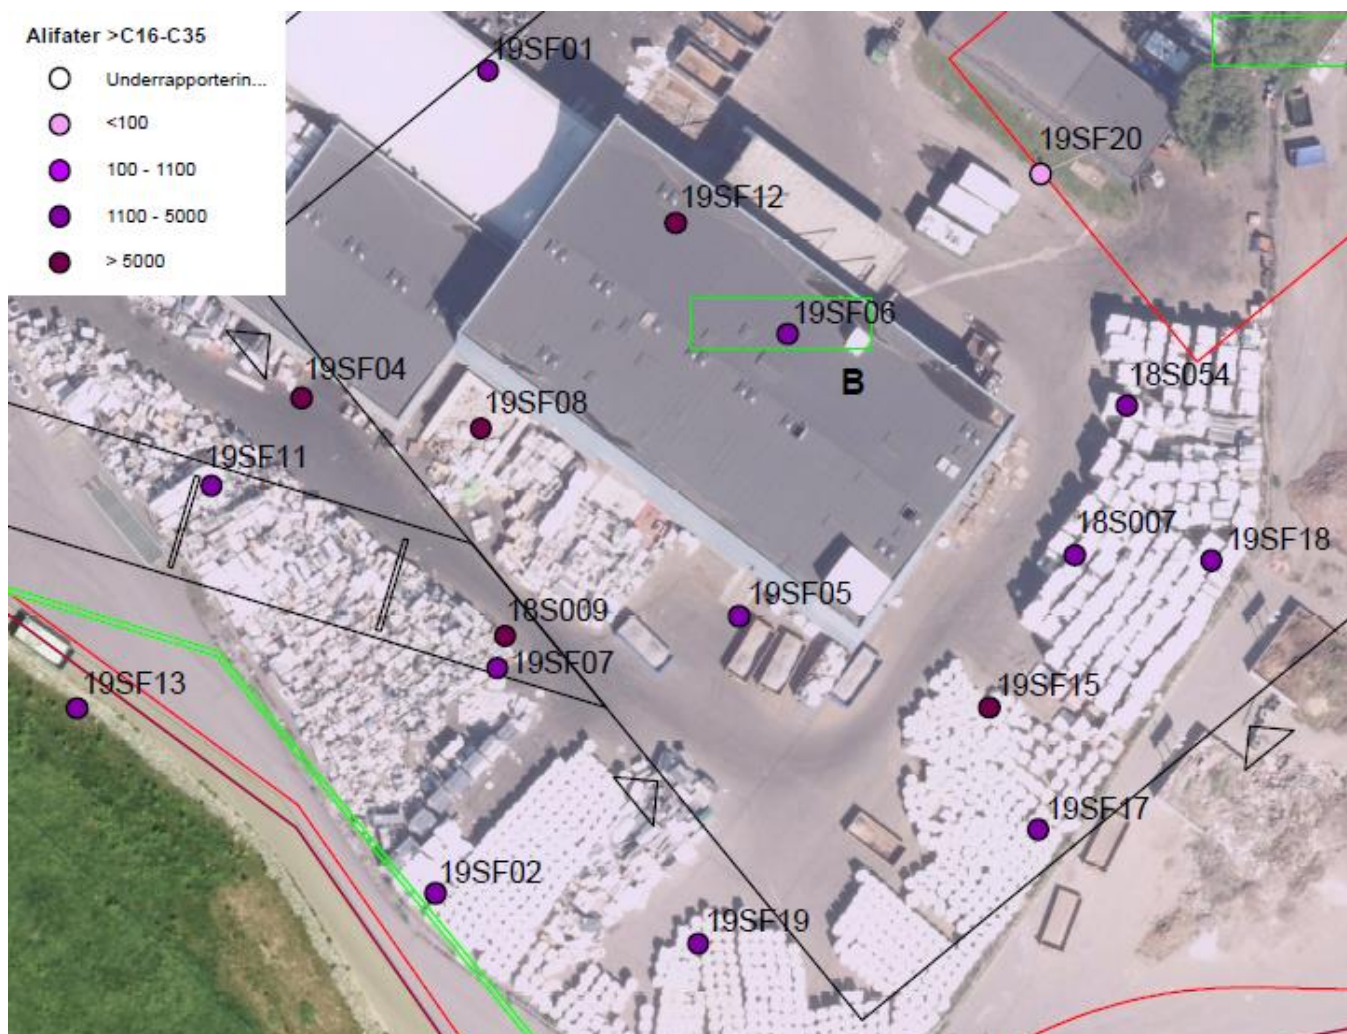 Alifater >C16-C35
Underrapporterin...
<100
100 - 1100
1100 - 5000
> 5000
19SF01
19SF20
19SF12
19SF06
B
19SF04
18S054
19SF08
19SF11
18S007
19SF18
19SF05
18S009
19SF07
19SF13
19SF15
19SF17
19SF02
19SF19